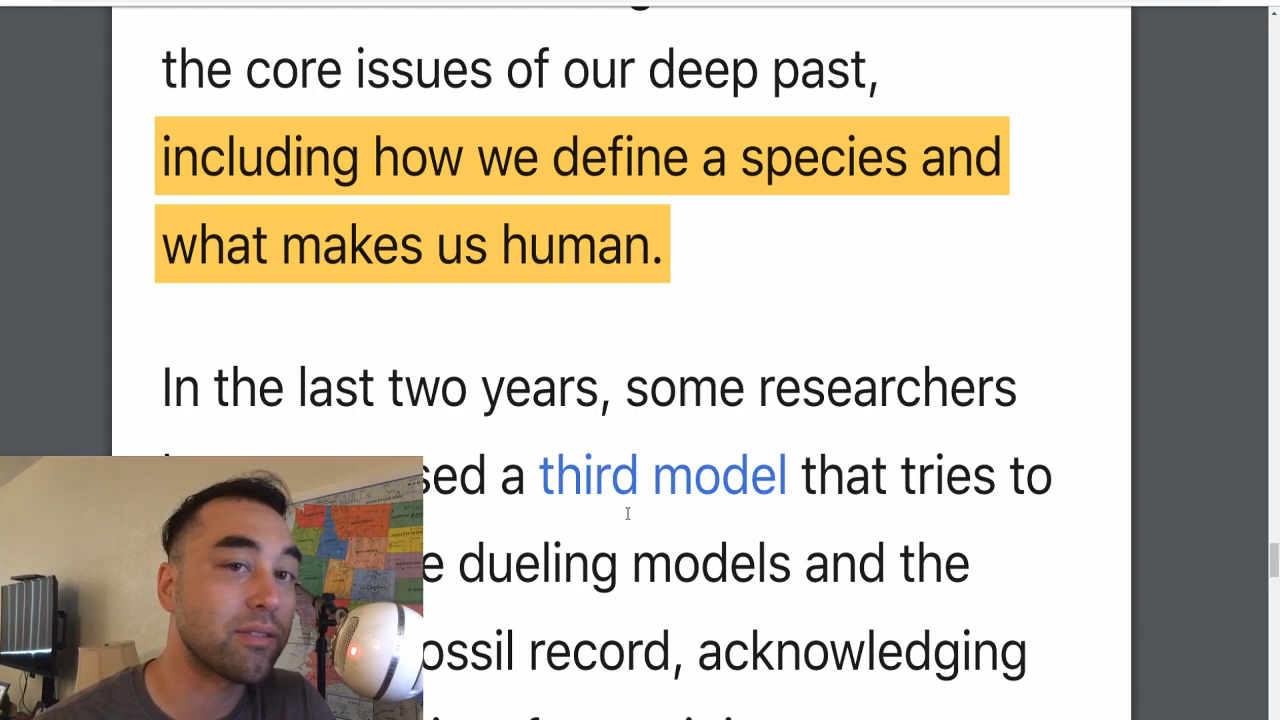 the core issues of our deep past,
including how we define a species and
what makes us human.
In the last two years, some researchers
sed a third model that tries to
e dueling models and the
ossil record, acknowledging